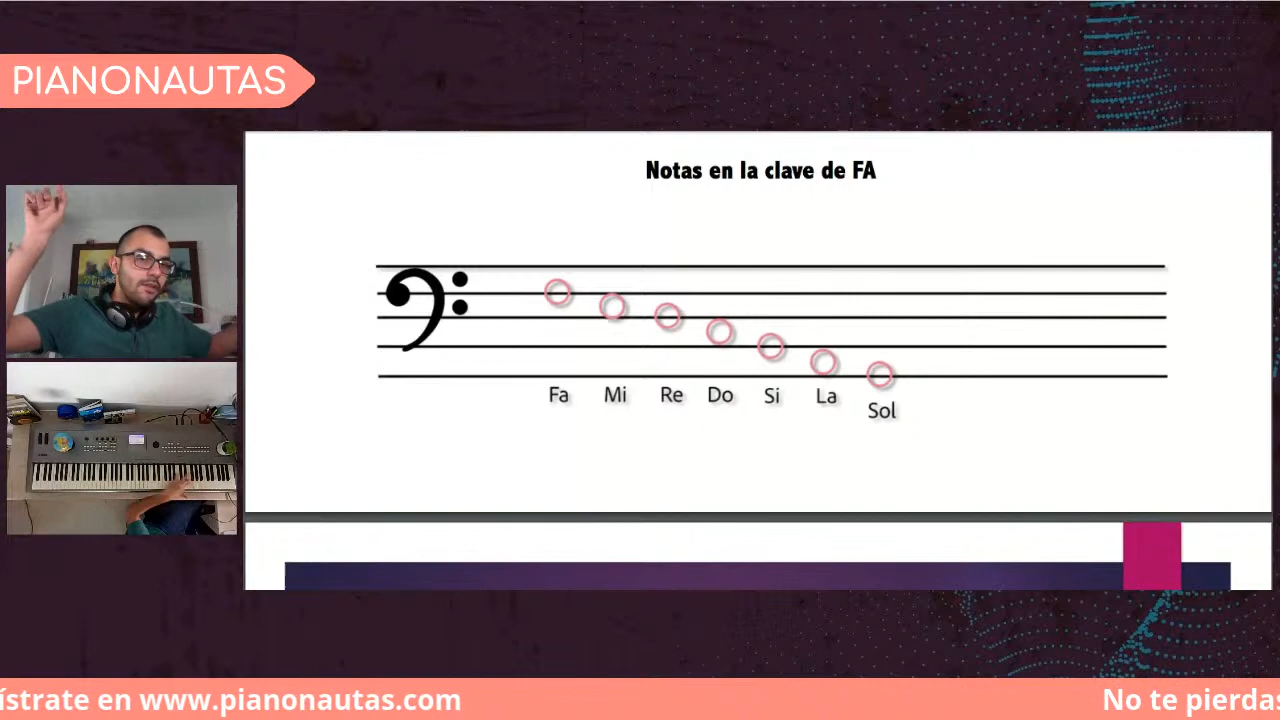 PIANONAUTAS
Notas en la clave de FA
Fa Mi Re Do Si La Sol
ístrate en www.pianonautas.com No te pierdas